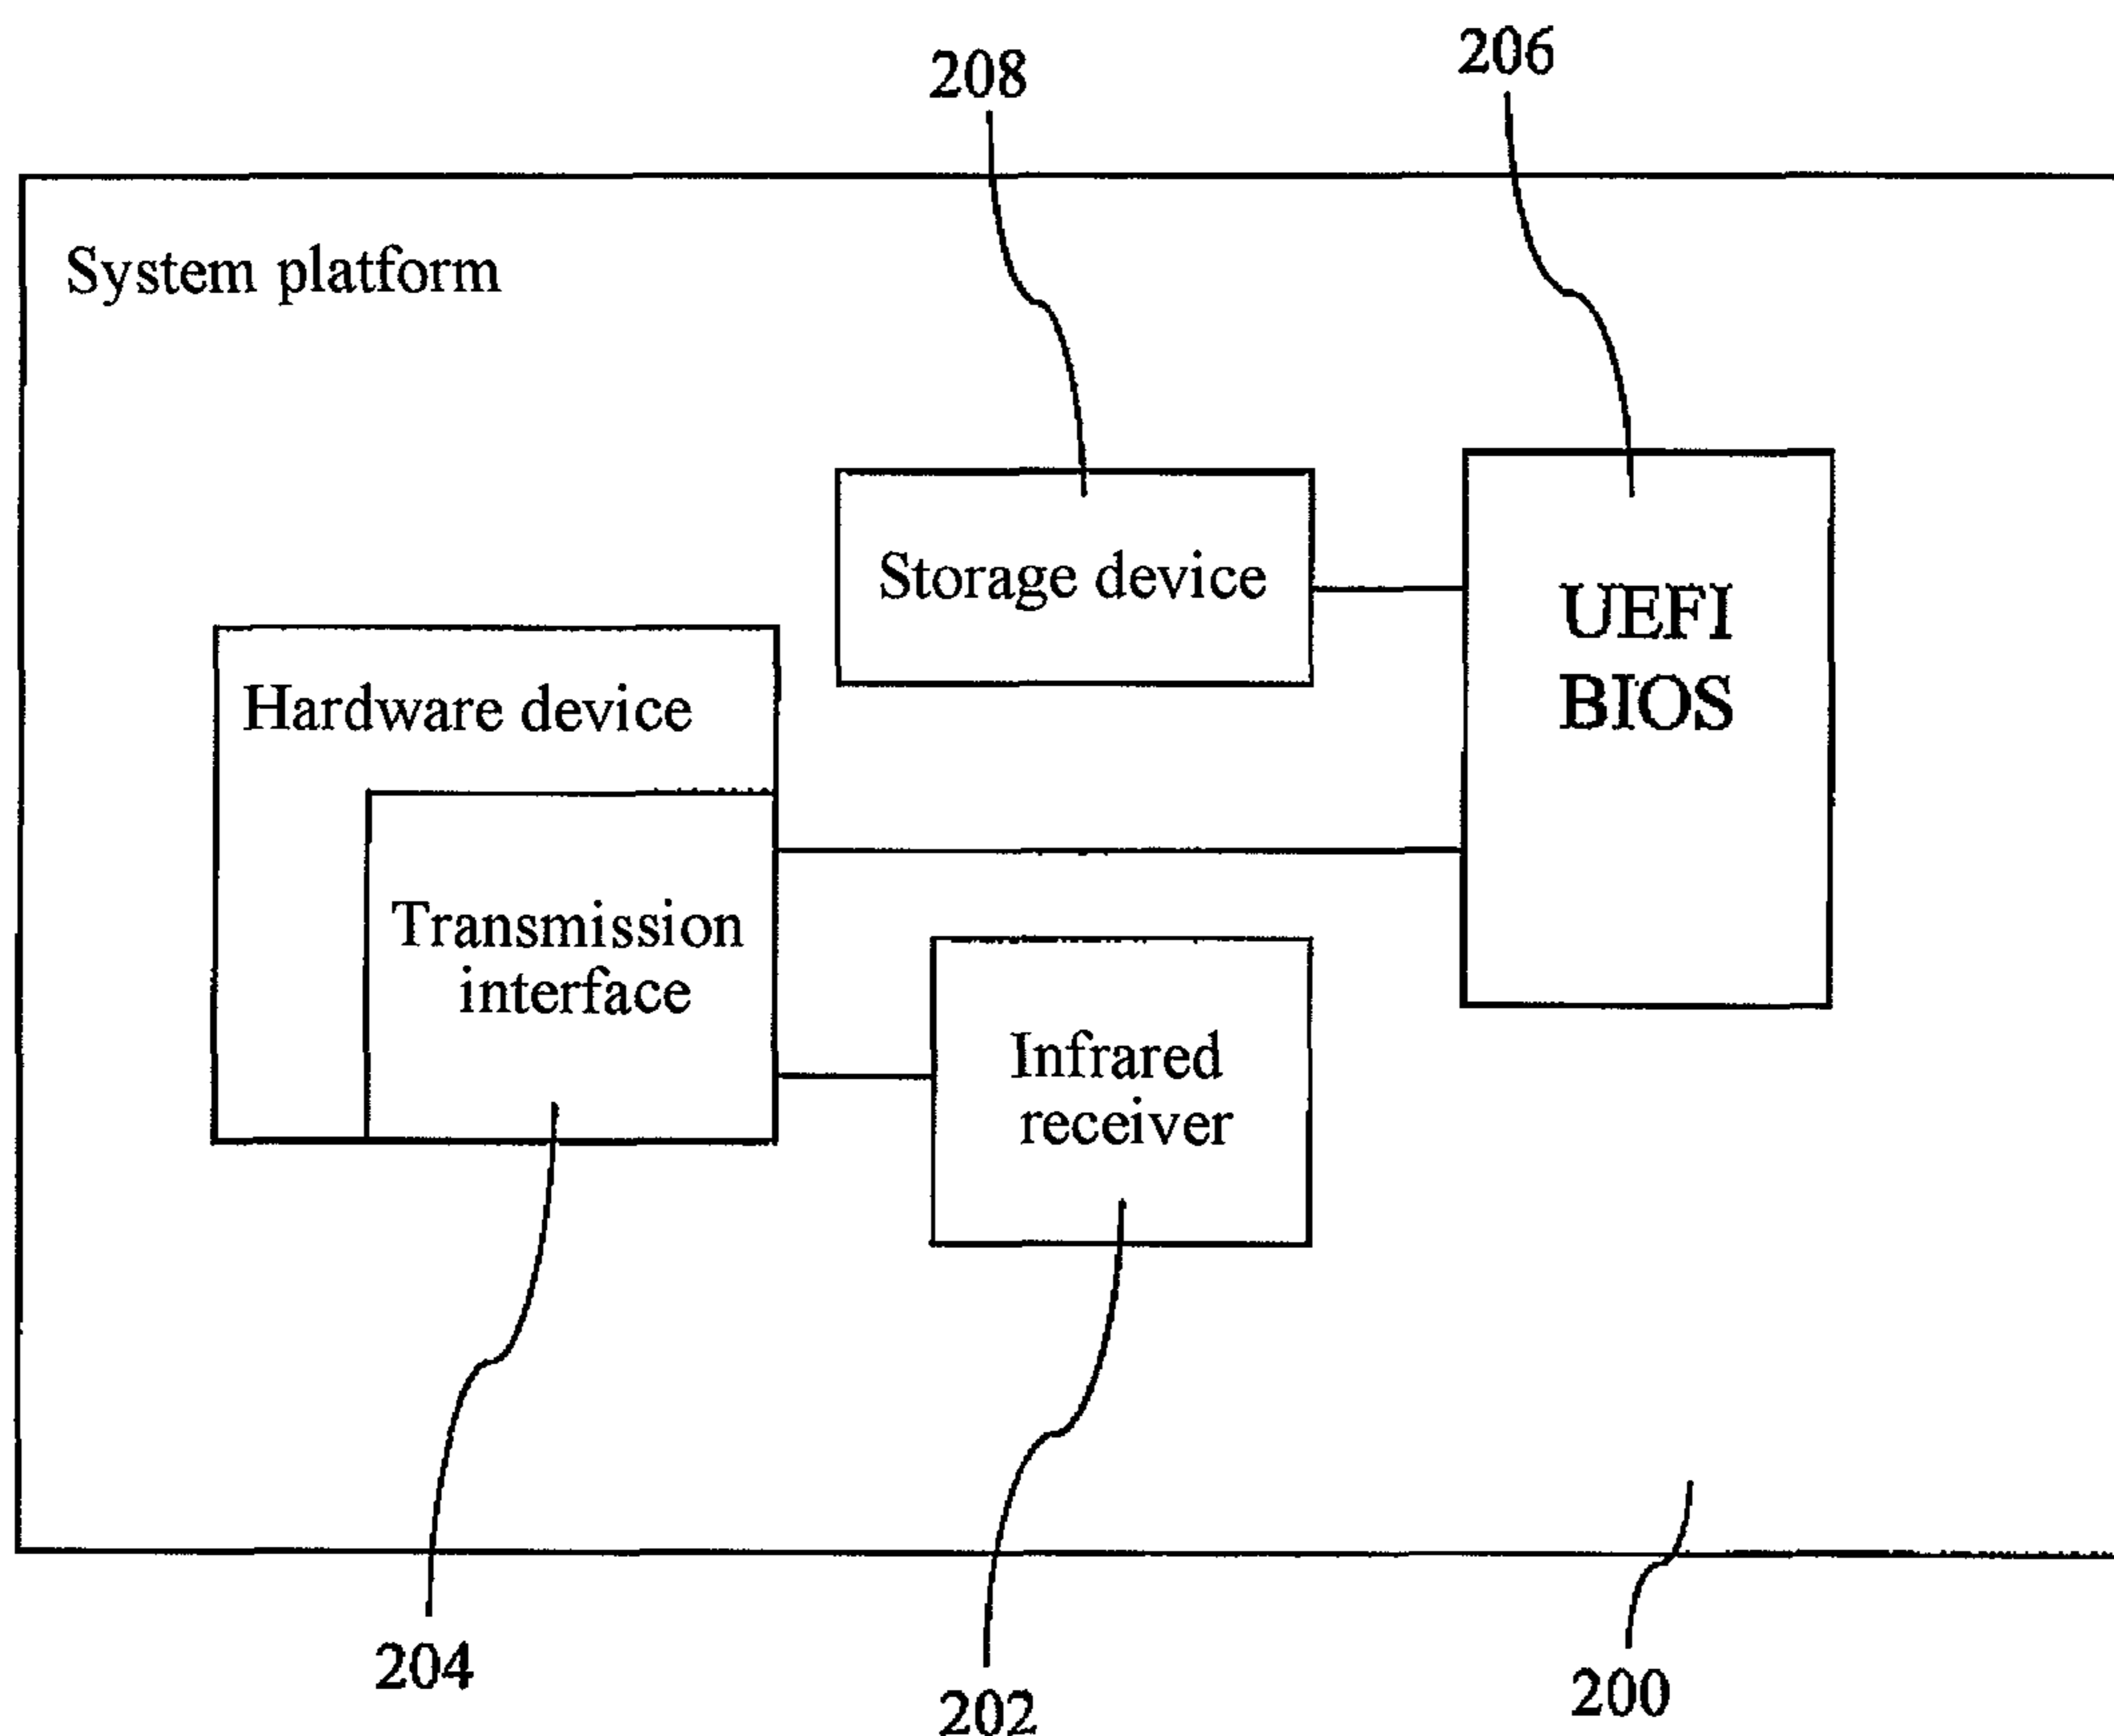 208
206
System platform
Storage device
UEFI
BIOS
Hardware device
Transmission
interface
Infrared
receiver
204
202
200